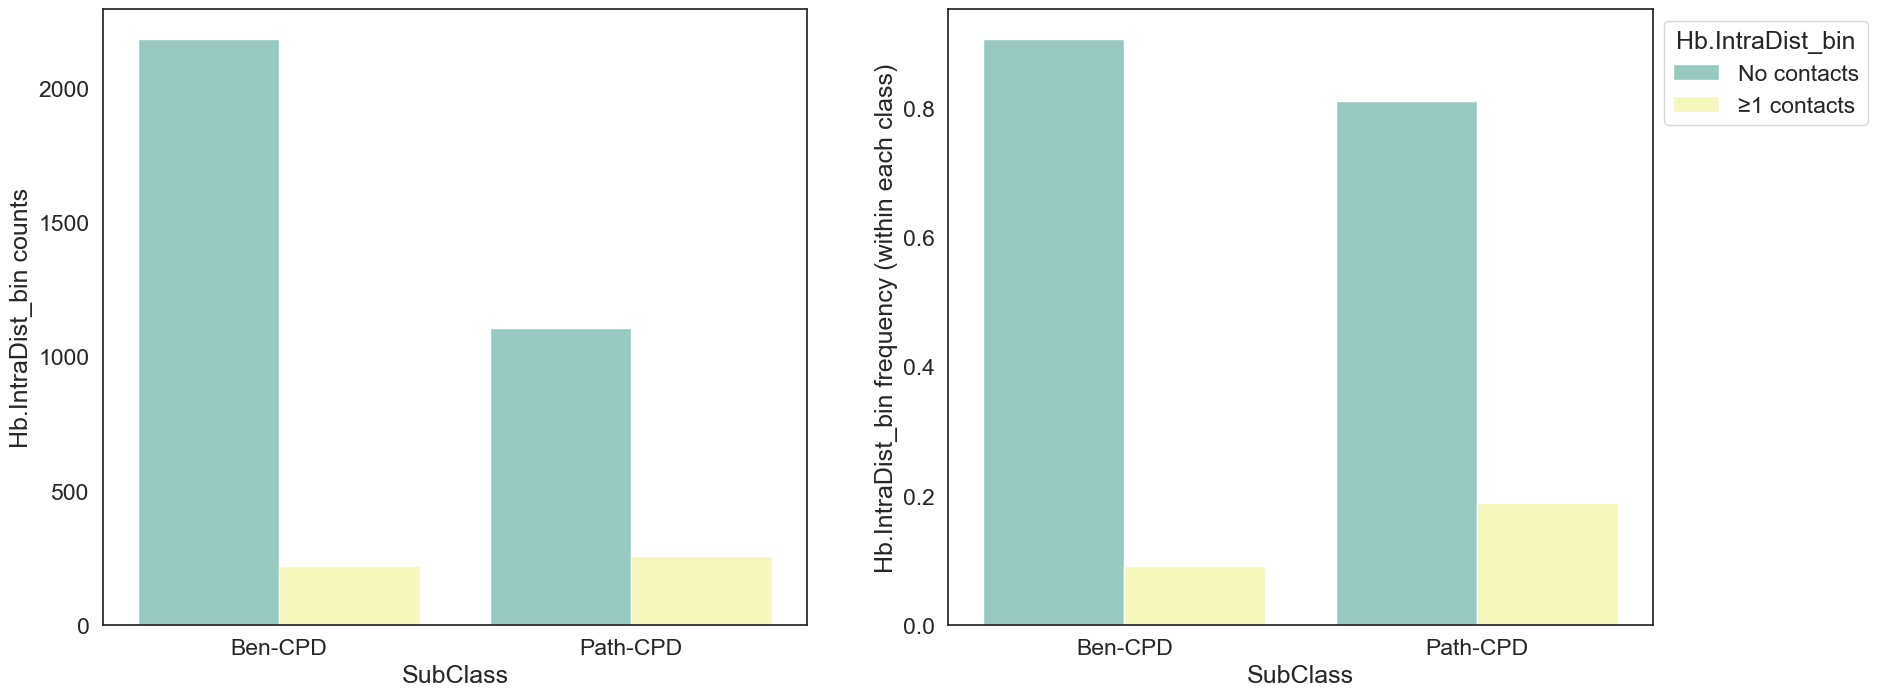 Hb.IntraDist_bin counts
2000
1500
1000
500
0
Ben-CPD
Path-CPD
SubClass
Hb.IntraDist_bin frequency (within each class)
0.8
0.6
0.4
0.2
0.0
Ben-CPD
Path-CPD
SubClass
Hb.IntraDist_bin
No contacts
≥1 contacts